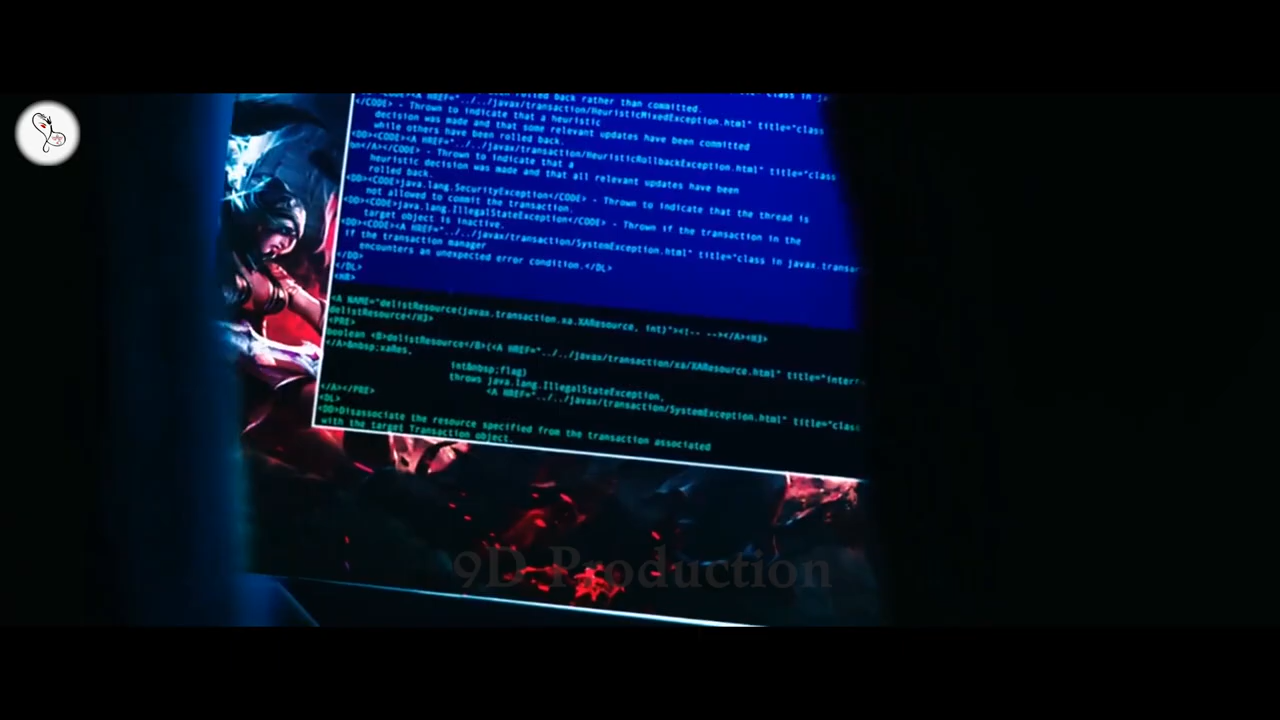 been rolled back rather than committed.
</CODE> - Thrown to indicate that a heuristic
decision was made and that some relevant updates have been committed
while others have been rolled back.
<DD><CODE><A HREF="../../javax/transaction/HeuristicRollbackException.html" title="class
on</A></CODE> - Thrown to indicate that a
heuristic decision was made and that all relevant updates have been
rolled back.
<DD><CODE>java.lang.SecurityException</CODE> - Thrown to indicate that the thread is
not allowed to commit the transaction.
<DD><CODE>java.lang.IllegalStateException</CODE> - Thrown if the transaction in the
target object is inactive.
<DD><CODE><A HREF="../../javax/transaction/SystemException.html" title="class in javax.transa
if the transaction manager
encounters an unexpected error condition.</DL>
</DD>
</DL>
<HR>
<A NAME="delistResource(javax.transaction.xa.XAResource, int)"><!-- --></A><H3>
delistResource</H3>
<PRE>
boolean <B>delistResource</B>(<A HREF="../../javax/transaction/xa/XAResource.html" title="inter
</A>&nbsp;xaRes,
int&nbsp;flag)
throws java.lang.IllegalStateException,
<A HREF="../../javax/transaction/SystemException.html" title="class
</A></PRE>
<DL>
<DD>Disassociate the resource specified from the transaction associated
with the target Transaction object.
9D Production